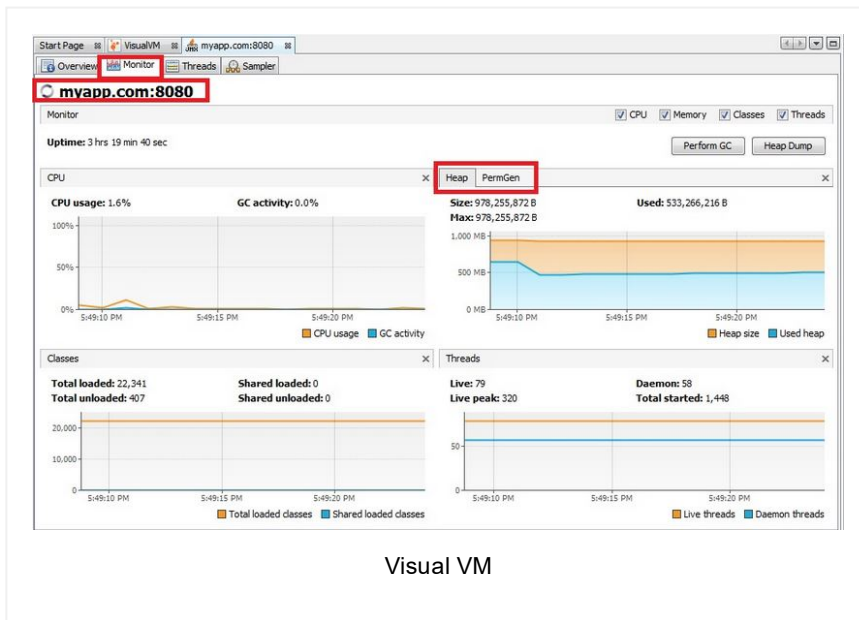 Start Page VisualVM myapp.com:8080
Overview Monitor Threads Sampler
myapp.com:8080
Monitor CPU Memory Classes Threads
Uptime: 3 hrs 19 min 40 sec Perform GC Heap Dump
CPU
CPU usage: 1.6% GC activity: 0.0%
100%
50%
0%
5:49:10 PM 5:49:15 PM 5:49:20 PM
CPU usage GC activity
Heap PermGen
Size: 978,255,872 B Used: 533,266,216 B
Max: 978,255,872 B
1.000 MB
500 MB
0 MB
5:49:10 PM 5:49:15 PM 5:49:20 PM
Heap size Used heap
Classes
Total loaded: 22,341 Shared loaded: 0
Total unloaded: 407 Shared unloaded: 0
20,000
10,000
0
5:49:10 PM 5:49:15 PM 5:49:20 PM
Total loaded classes Shared loaded classes
Threads
Live: 79 Daemon: 58
Live peak: 320 Total started: 1,448
50
0
5:49:10 PM 5:49:15 PM 5:49:20 PM
Live threads Daemon threads
Visual VM